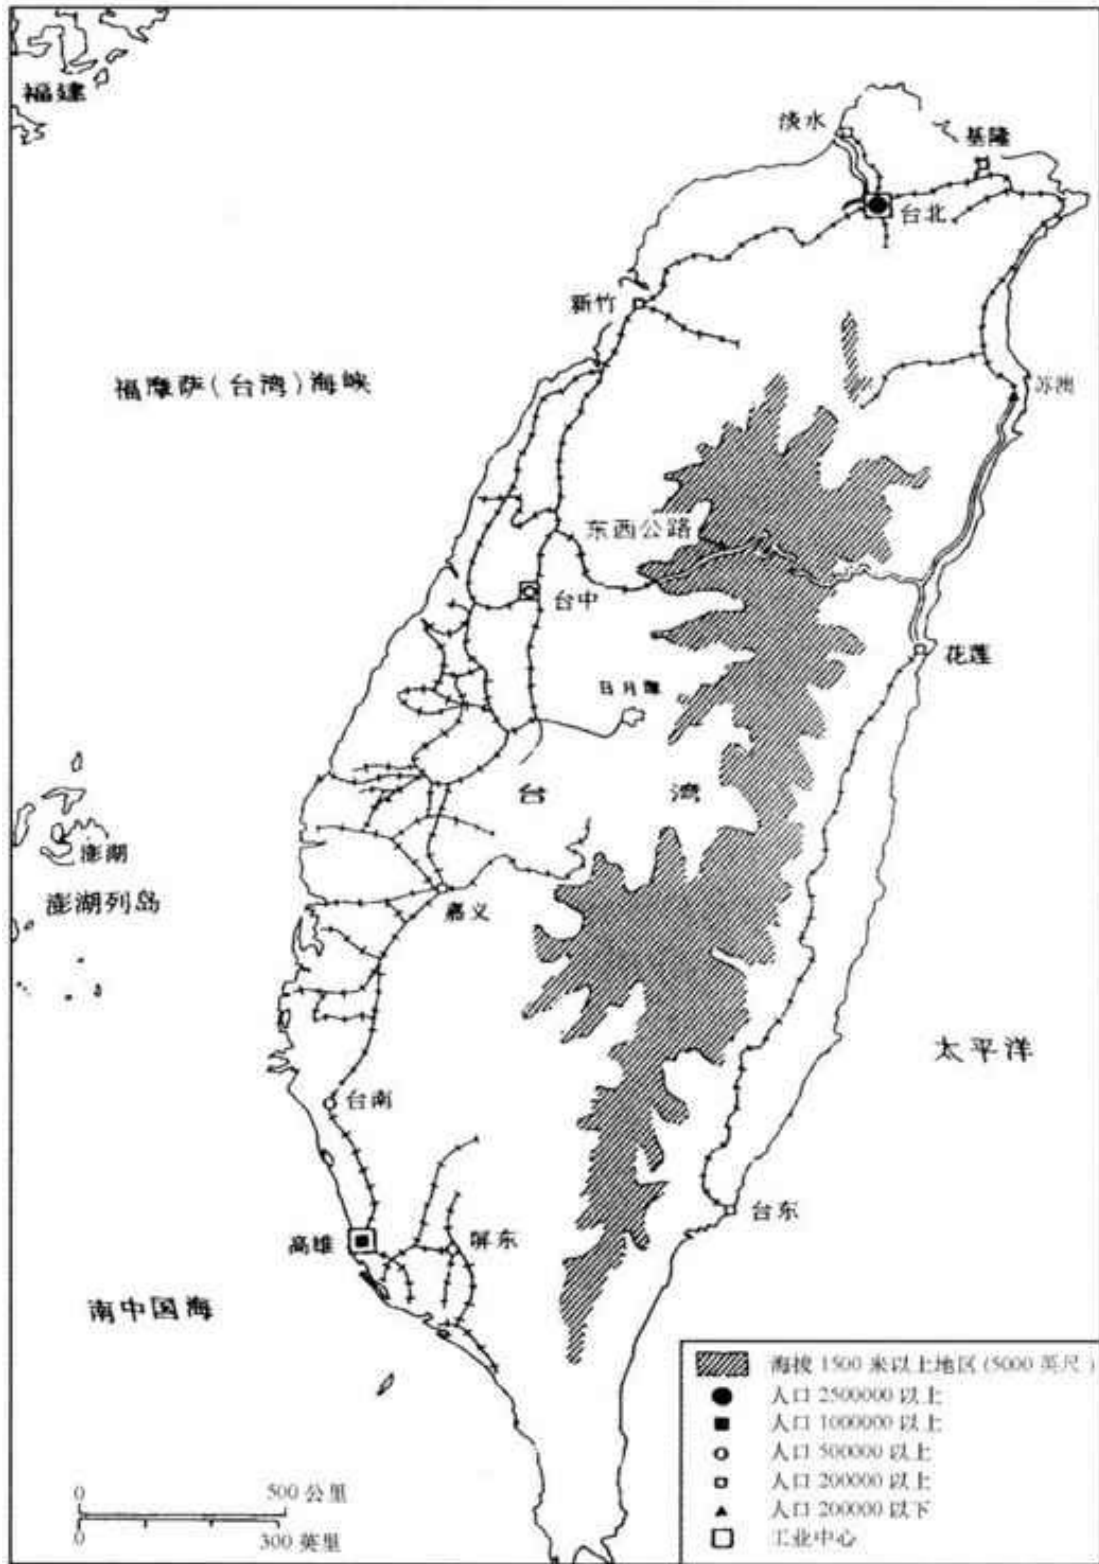 福建
淡水
基隆
台北
新竹
福摩萨(台湾)海峡
苏澳
东西公路
台中
花莲
日月潭
台 湾
澎湖
澎湖列岛
嘉义
太平洋
台南
台东
高雄
屏东
南中国海
海拔 1500 米以上地区 (5000 英尺)
人口 2500000 以上
人口 1000000 以上
人口 500000 以上
人口 200000 以上
人口 200000 以下
工业中心
0 500 公里
0 300 英里